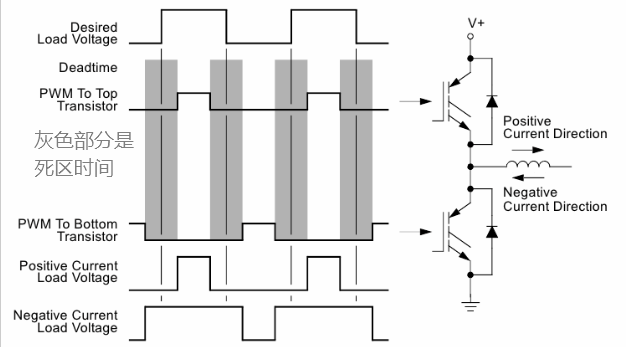 Desired
Load Voltage
Deadtime
PWM To Top
Transistor
灰色部分是
死区时间
PWM To Bottom
Transistor
Positive Current
Load Voltage
Negative Current
Load Voltage
V+
Positive
Current Direction
Negative
Current Direction